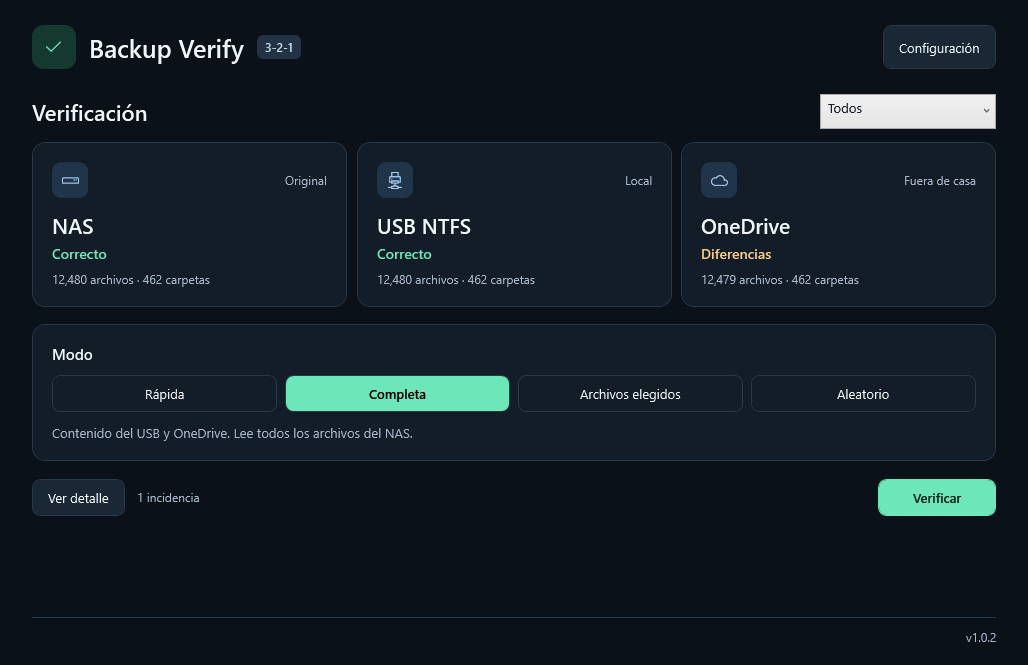 Backup Verify 3-2-1
Configuración
Verificación
Todos
Original
NAS
Correcto
12,480 archivos · 462 carpetas
Local
USB NTFS
Correcto
12,480 archivos · 462 carpetas
Fuera de casa
OneDrive
Diferencias
12,479 archivos · 462 carpetas
Modo
Rápida
Completa
Archivos elegidos
Aleatorio
Contenido del USB y OneDrive. Lee todos los archivos del NAS.
Ver detalle
1 incidencia
Verificar
v1.0.2